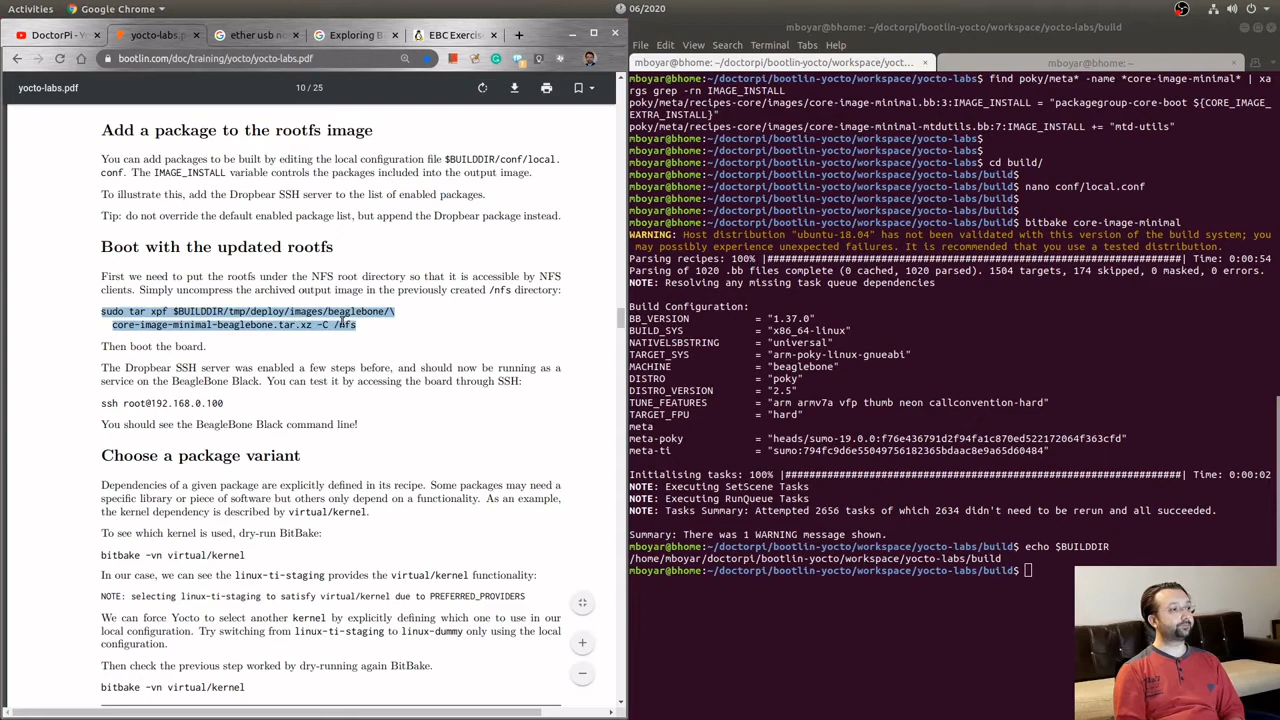 Activities
Google Chrome
06/2020
DoctorPi - Y
yocto-labs.p
ether usb n
Exploring B
EBC Exercis
bootlin.com/doc/training/yocto/yocto-labs.pdf
yocto-labs.pdf
10 / 25
Add a package to the rootfs image
You can add packages to be built by editing the local configuration file $BUILDDIR/conf/local.
conf. The IMAGE_INSTALL variable controls the packages included into the output image.
To illustrate this, add the Dropbear SSH server to the list of enabled packages.
Tip: do not override the default enabled package list, but append the Dropbear package instead.
Boot with the updated rootfs
First we need to put the rootfs under the NFS root directory so that it is accessible by NFS
clients. Simply uncompress the archived output image in the previously created /nfs directory:
sudo tar xpf $BUILDDIR/tmp/deploy/images/beaglebone/\
core-image-minimal-beaglebone.tar.xz -C /nfs
Then boot the board.
The Dropbear SSH server was enabled a few steps before, and should now be running as a
service on the BeagleBone Black. You can test it by accessing the board through SSH:
ssh root@192.168.0.100
You should see the BeagleBone Black command line!
Choose a package variant
Dependencies of a given package are explicitly defined in its recipe. Some packages may need a
specific library or piece of software but others only depend on a functionality. As an example,
the kernel dependency is described by virtual/kernel.
To see which kernel is used, dry-run BitBake:
bitbake -vn virtual/kernel
In our case, we can see the linux-ti-staging provides the virtual/kernel functionality:
NOTE: selecting linux-ti-staging to satisfy virtual/kernel due to PREFERRED_PROVIDERS
We can force Yocto to select another kernel by explicitly defining which one to use in our
local configuration. Try switching from linux-ti-staging to linux-dummy only using the local
configuration.
Then check the previous step worked by dry-running again BitBake.
bitbake -vn virtual/kernel
mboyar@bhome: ~/doctorpi/bootlin-yocto/workspace/yocto-labs/build
File Edit View Search Terminal Tabs Help
mboyar@bhome: ~/doctorpi/bootlin-yocto/workspace/yoct...
mboyar@bhome: ~
mboyar@bhome:~/doctorpi/bootlin-yocto/workspace/yocto-labs$ find poky/meta* -name *core-image-minimal* | xa
rgs grep -rn IMAGE_INSTALL
poky/meta/recipes-core/images/core-image-minimal.bb:3:IMAGE_INSTALL = "packagegroup-core-boot ${CORE_IMAGE_
EXTRA_INSTALL}"
poky/meta/recipes-core/images/core-image-minimal-mtdutils.bb:7:IMAGE_INSTALL += "mtd-utils"
mboyar@bhome:~/doctorpi/bootlin-yocto/workspace/yocto-labs$
mboyar@bhome:~/doctorpi/bootlin-yocto/workspace/yocto-labs$
mboyar@bhome:~/doctorpi/bootlin-yocto/workspace/yocto-labs$ cd build/
mboyar@bhome:~/doctorpi/bootlin-yocto/workspace/yocto-labs/build$
mboyar@bhome:~/doctorpi/bootlin-yocto/workspace/yocto-labs/build$ nano conf/local.conf
mboyar@bhome:~/doctorpi/bootlin-yocto/workspace/yocto-labs/build$
mboyar@bhome:~/doctorpi/bootlin-yocto/workspace/yocto-labs/build$
mboyar@bhome:~/doctorpi/bootlin-yocto/workspace/yocto-labs/build$ bitbake core-image-minimal
WARNING: Host distribution "ubuntu-18.04" has not been validated with this version of the build system; you
may possibly experience unexpected failures. It is recommended that you use a tested distribution.
Parsing recipes: 100% |###########################################################################| Time: 0:00:54
Parsing of 1020 .bb files complete (0 cached, 1020 parsed). 1504 targets, 174 skipped, 0 masked, 0 errors.
NOTE: Resolving any missing task queue dependencies
Build Configuration:
BB_VERSION = "1.37.0"
BUILD_SYS = "x86_64-linux"
NATIVELSBSTRING = "universal"
TARGET_SYS = "arm-poky-linux-gnueabi"
MACHINE = "beaglebone"
DISTRO = "poky"
DISTRO_VERSION = "2.5"
TUNE_FEATURES = "arm armv7a vfp thumb neon callconvention-hard"
TARGET_FPU = "hard"
meta
meta-poky = "heads/sumo-19.0.0:f76e436791d2f94fa1c870ed522172064f363cfd"
meta-ti = "sumo:794fc9d6e55049756182365bdaac8e9a65d60484"
Initialising tasks: 100% |########################################################################| Time: 0:00:02
NOTE: Executing SetScene Tasks
NOTE: Executing RunQueue Tasks
NOTE: Tasks Summary: Attempted 2656 tasks of which 2634 didn't need to be rerun and all succeeded.
Summary: There was 1 WARNING message shown.
mboyar@bhome:~/doctorpi/bootlin-yocto/workspace/yocto-labs/build$ echo $BUILDDIR
/home/mboyar/doctorpi/bootlin-yocto/workspace/yocto-labs/build
mboyar@bhome:~/doctorpi/bootlin-yocto/workspace/yocto-labs/build$